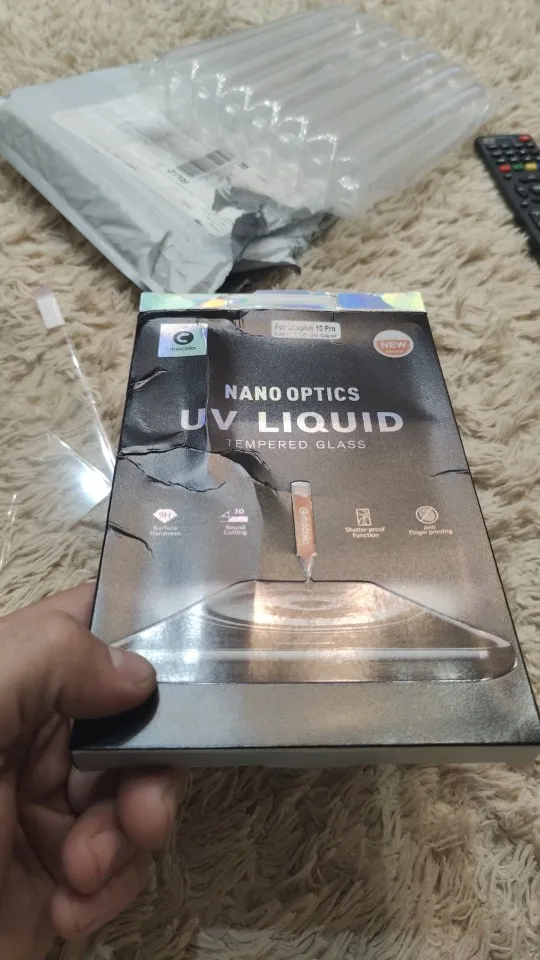 For Oneplus 10 Pro
mocolo
NEW
NANO OPTICS
UV LIQUID
TEMPERED GLASS
9H
Surface
Hardness
3D
Round
Cutting
Shatter-proof
Function
Anti
Finger printing